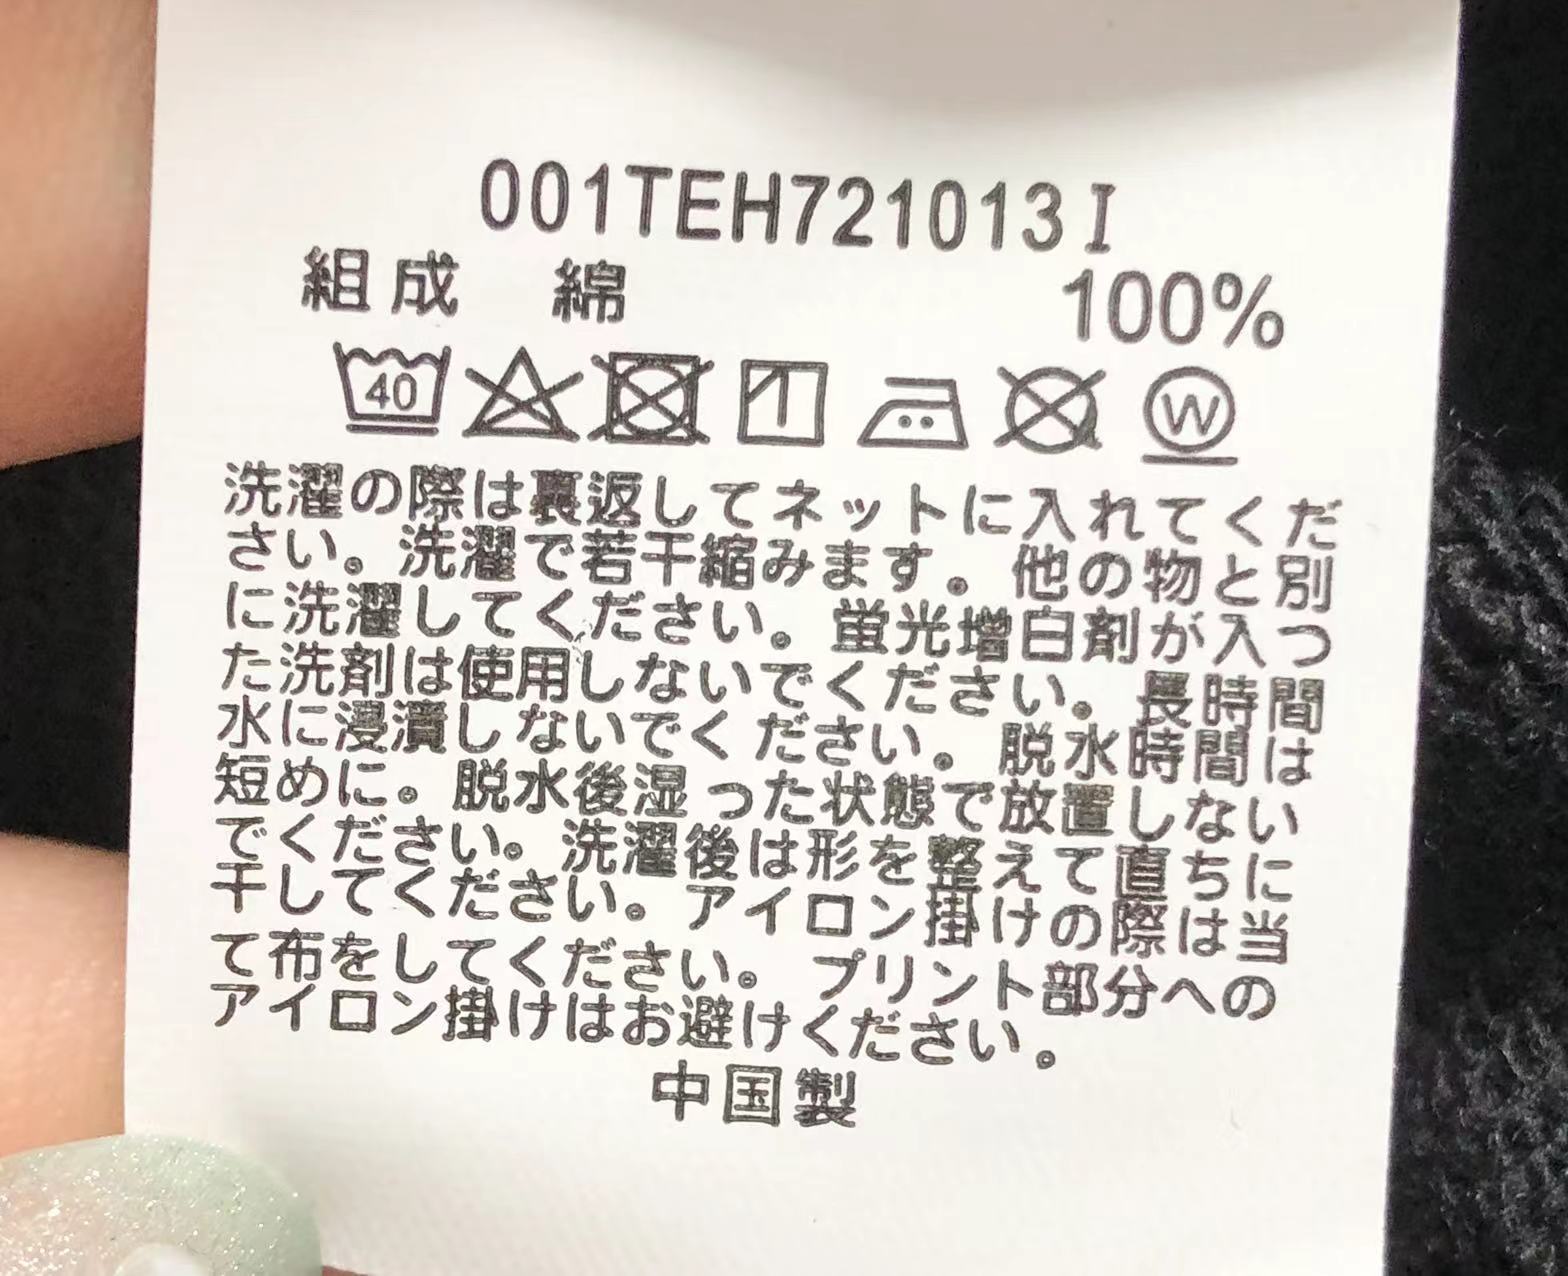 001TEH721013I
組成 綿 100%
40 W
洗濯の際は裏返してネットに入れてくだ
さい。洗濯で若干縮みます。他の物と別
に洗濯してください。蛍光増白剤が入っ
た洗剤は使用しないでください。長時間
水に浸漬しないでください。脱水時間は
短めに。脱水後湿った状態で放置しない
でください。洗濯後は形を整えて直ちに
干してください。アイロン掛けの際は当
て布をしてください。プリント部分への
アイロン掛けはお避けください。
中国製